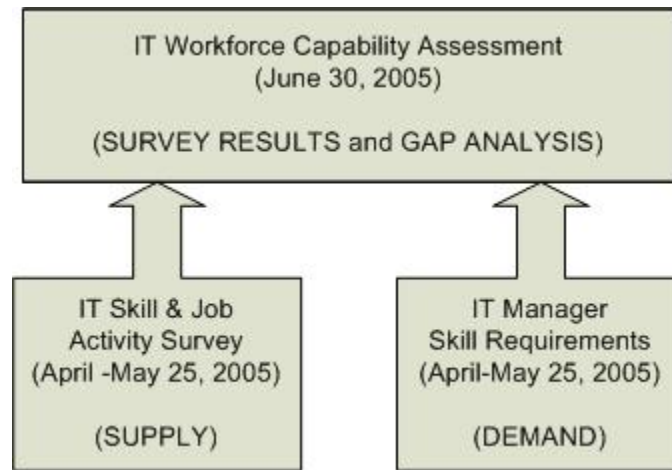 IT Workforce Capability Assessment
(June 30, 2005)
(SURVEY RESULTS and GAP ANALYSIS)
IT Skill & Job
Activity Survey
(April -May 25, 2005)
(SUPPLY)
IT Manager
Skill Requirements
(April-May 25, 2005)
(DEMAND)